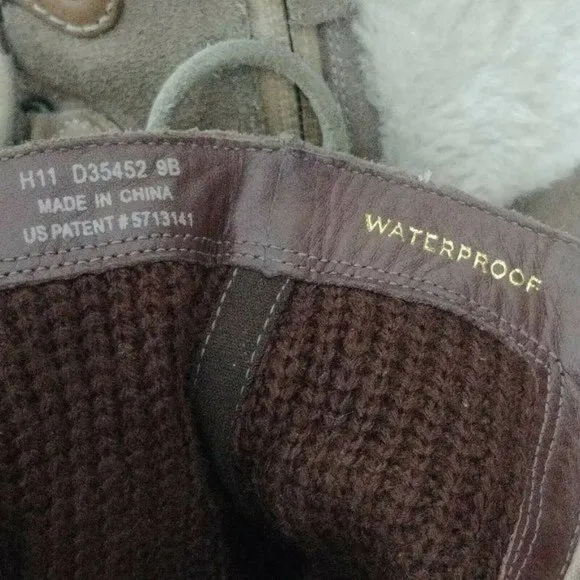 H11 D35452 9B
MADE IN CHINA
US PATENT # 5713141
WATERPROOF